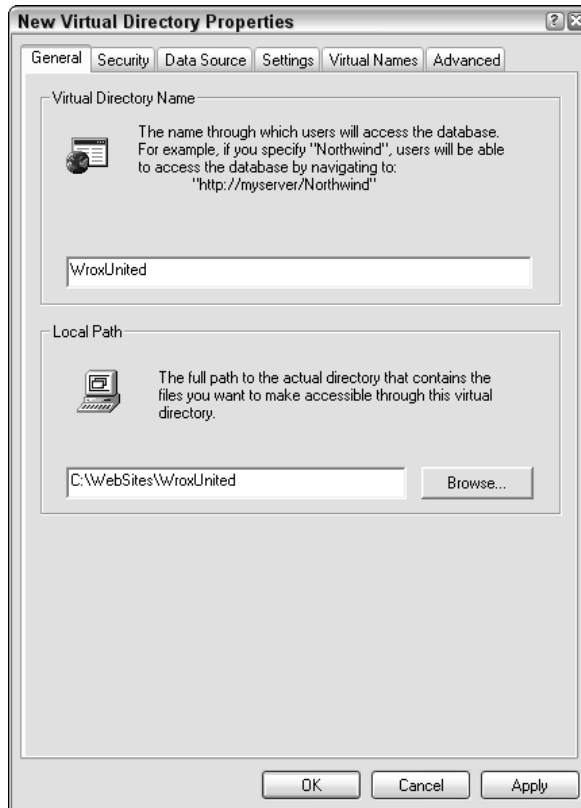 New Virtual Directory Properties
General Security Data Source Settings Virtual Names Advanced
Virtual Directory Name
The name through which users will access the database.
For example, if you specify "Northwind", users will be able
to access the database by navigating to:
"http://myserver/Northwind"
WroxUnited
Local Path
The full path to the actual directory that contains the
files you want to make accessible through this virtual
directory.
C:\WebSites\WroxUnited
Browse...
OK Cancel Apply